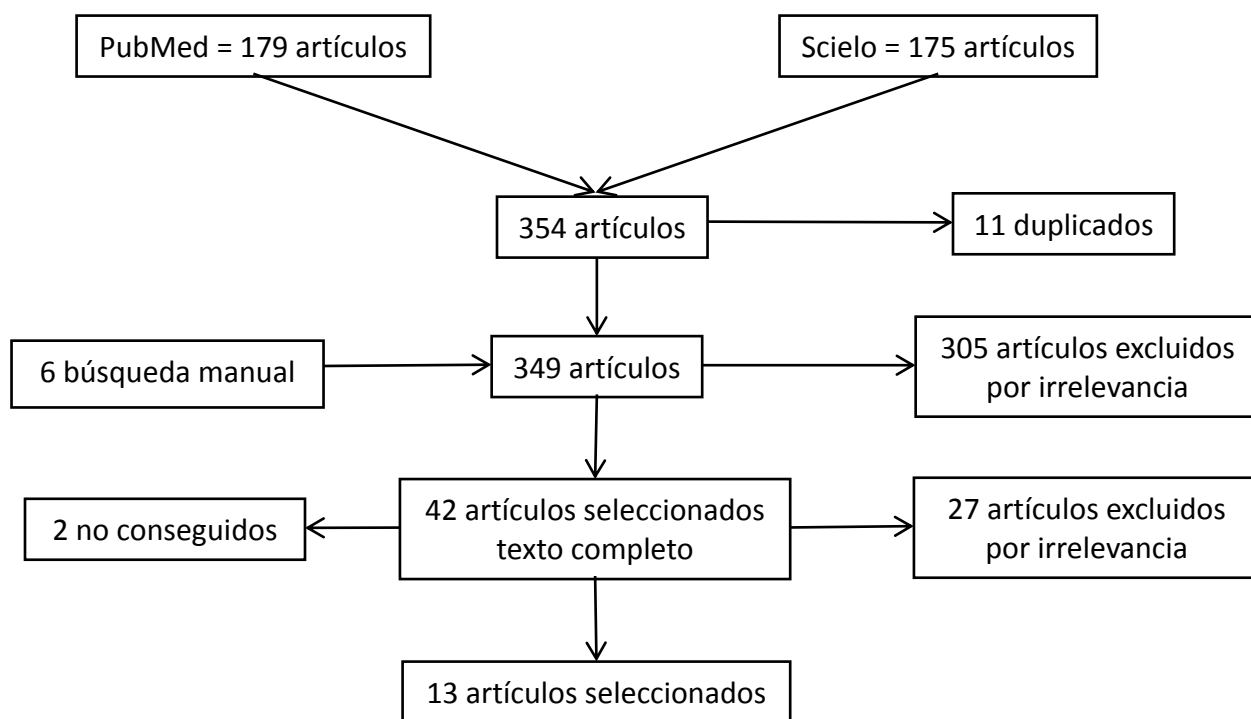 PubMed = 179 artículos
Scielo = 175 artículos
354 artículos
11 duplicados
6 búsqueda manual
349 artículos
305 artículos excluidos
por irrelevancia
2 no conseguidos
42 artículos seleccionados
texto completo
27 artículos excluidos
por irrelevancia
13 artículos seleccionados